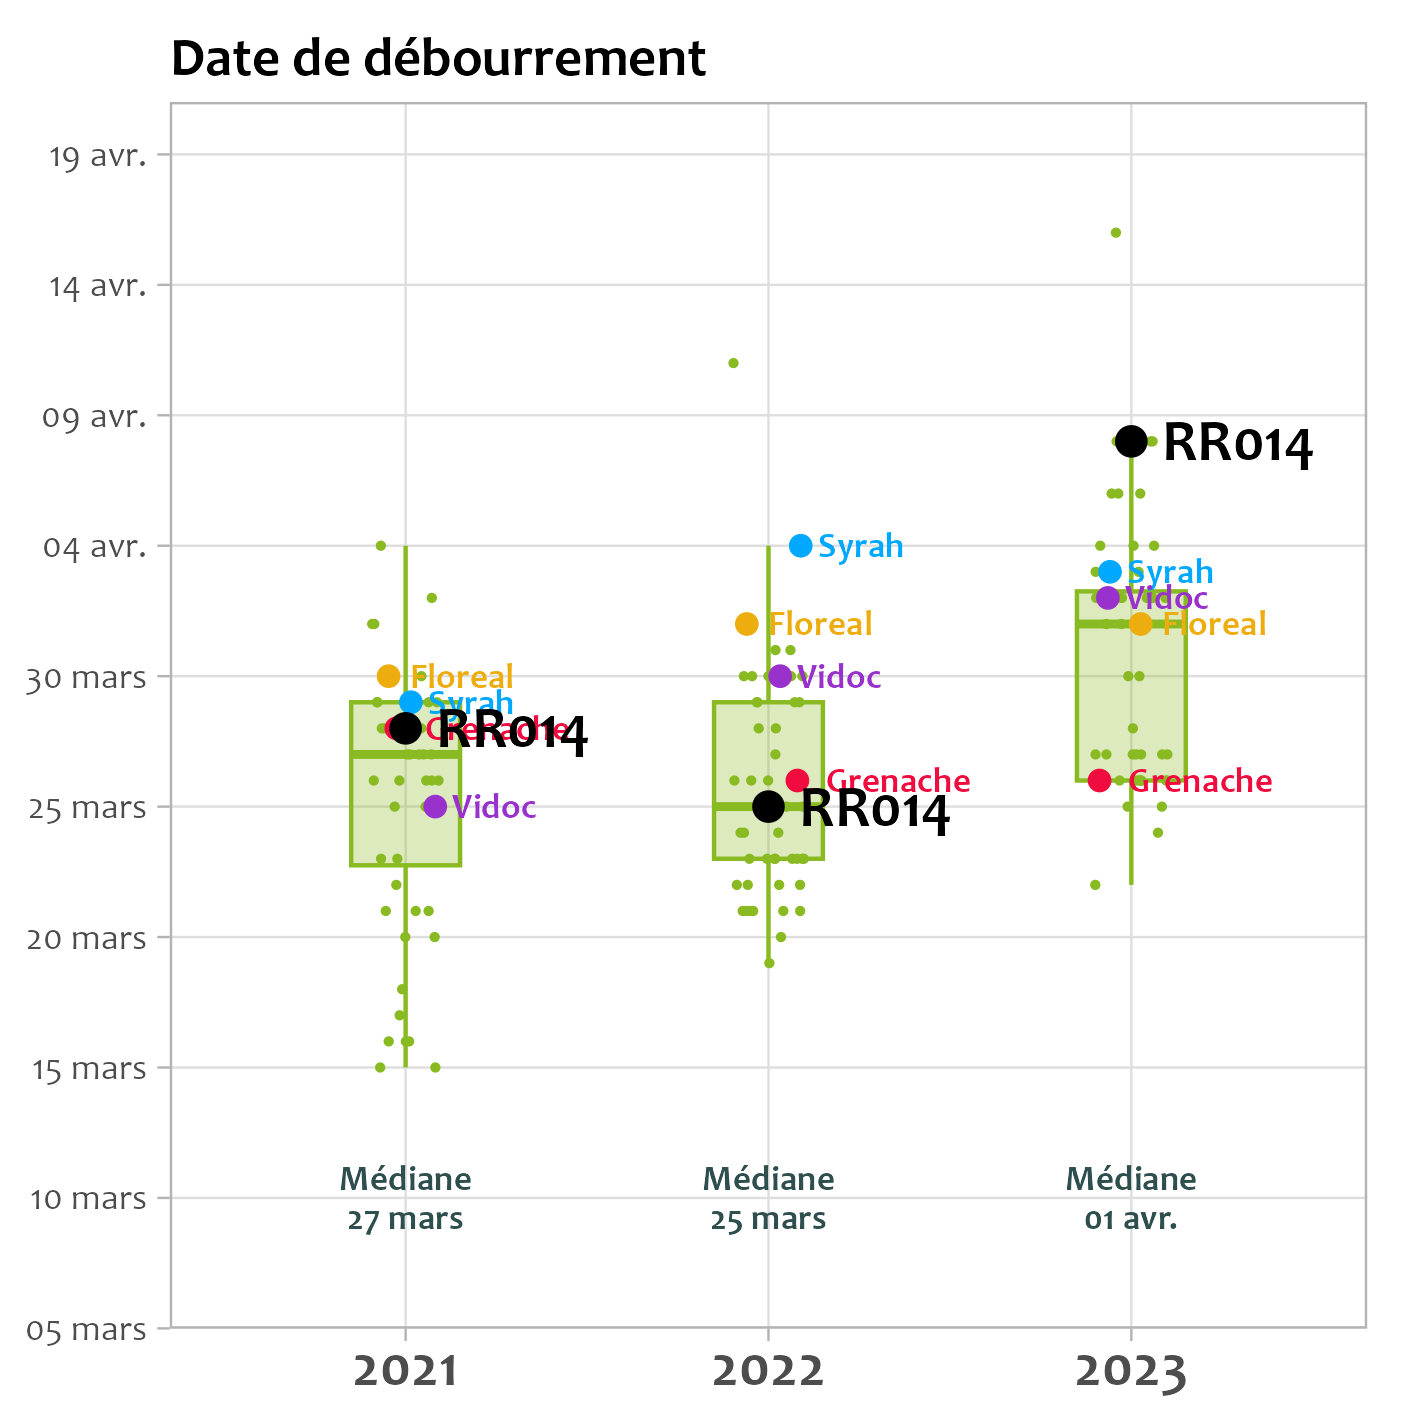 Date de débourrement
19 avr.
14 avr.
09 avr.
04 avr.
30 mars
25 mars
20 mars
15 mars
10 mars
05 mars
Floreal
Syrah
Grenache
RR014
Vidoc
Médiane
27 mars
Syrah
Floreal
Vidoc
Grenache
RR014
Médiane
25 mars
RR014
Syrah
Vidoc
Floreal
Grenache
Médiane
01 avr.
2021
2022
2023